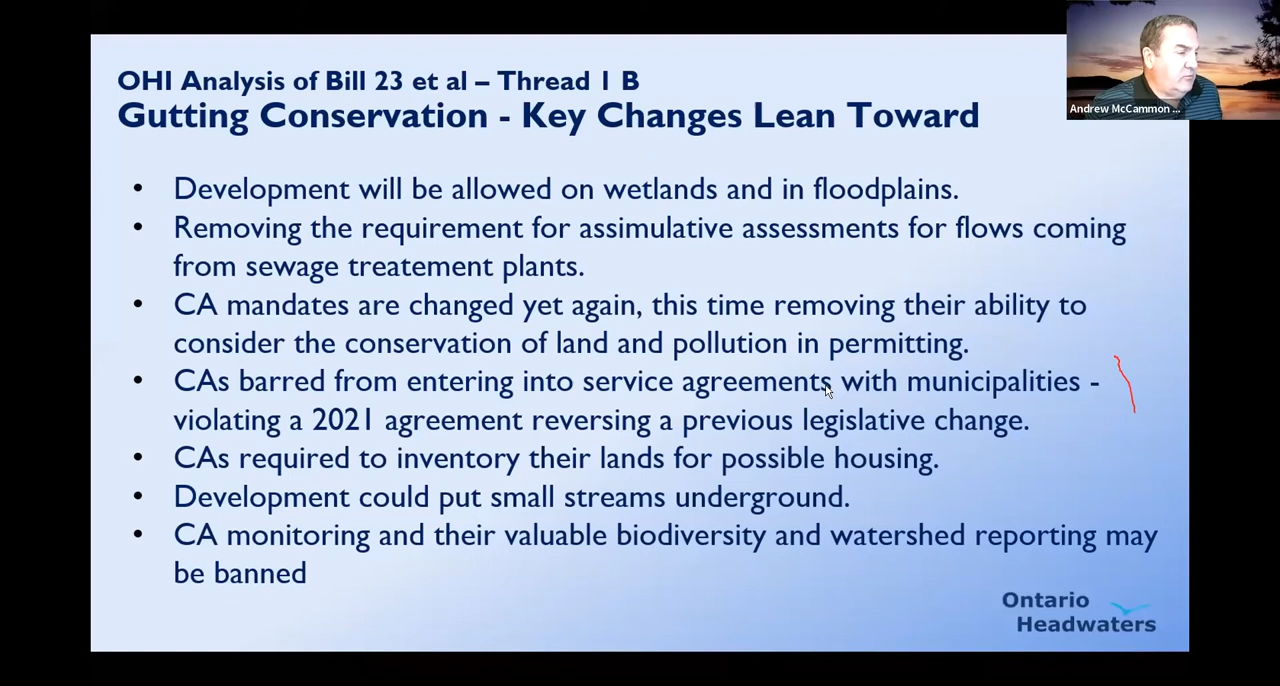 OHI Analysis of Bill 23 et al – Thread 1 B
Gutting Conservation - Key Changes Lean Toward
Andrew McCammon ...
• Development will be allowed on wetlands and in floodplains.
• Removing the requirement for assimulative assessments for flows coming
from sewage treatement plants.
• CA mandates are changed yet again, this time removing their ability to
consider the conservation of land and pollution in permitting.
• CAs barred from entering into service agreements with municipalities -
violating a 2021 agreement reversing a previous legislative change.
• CAs required to inventory their lands for possible housing.
• Development could put small streams underground.
• CA monitoring and their valuable biodiversity and watershed reporting may
be banned
Ontario
Headwaters